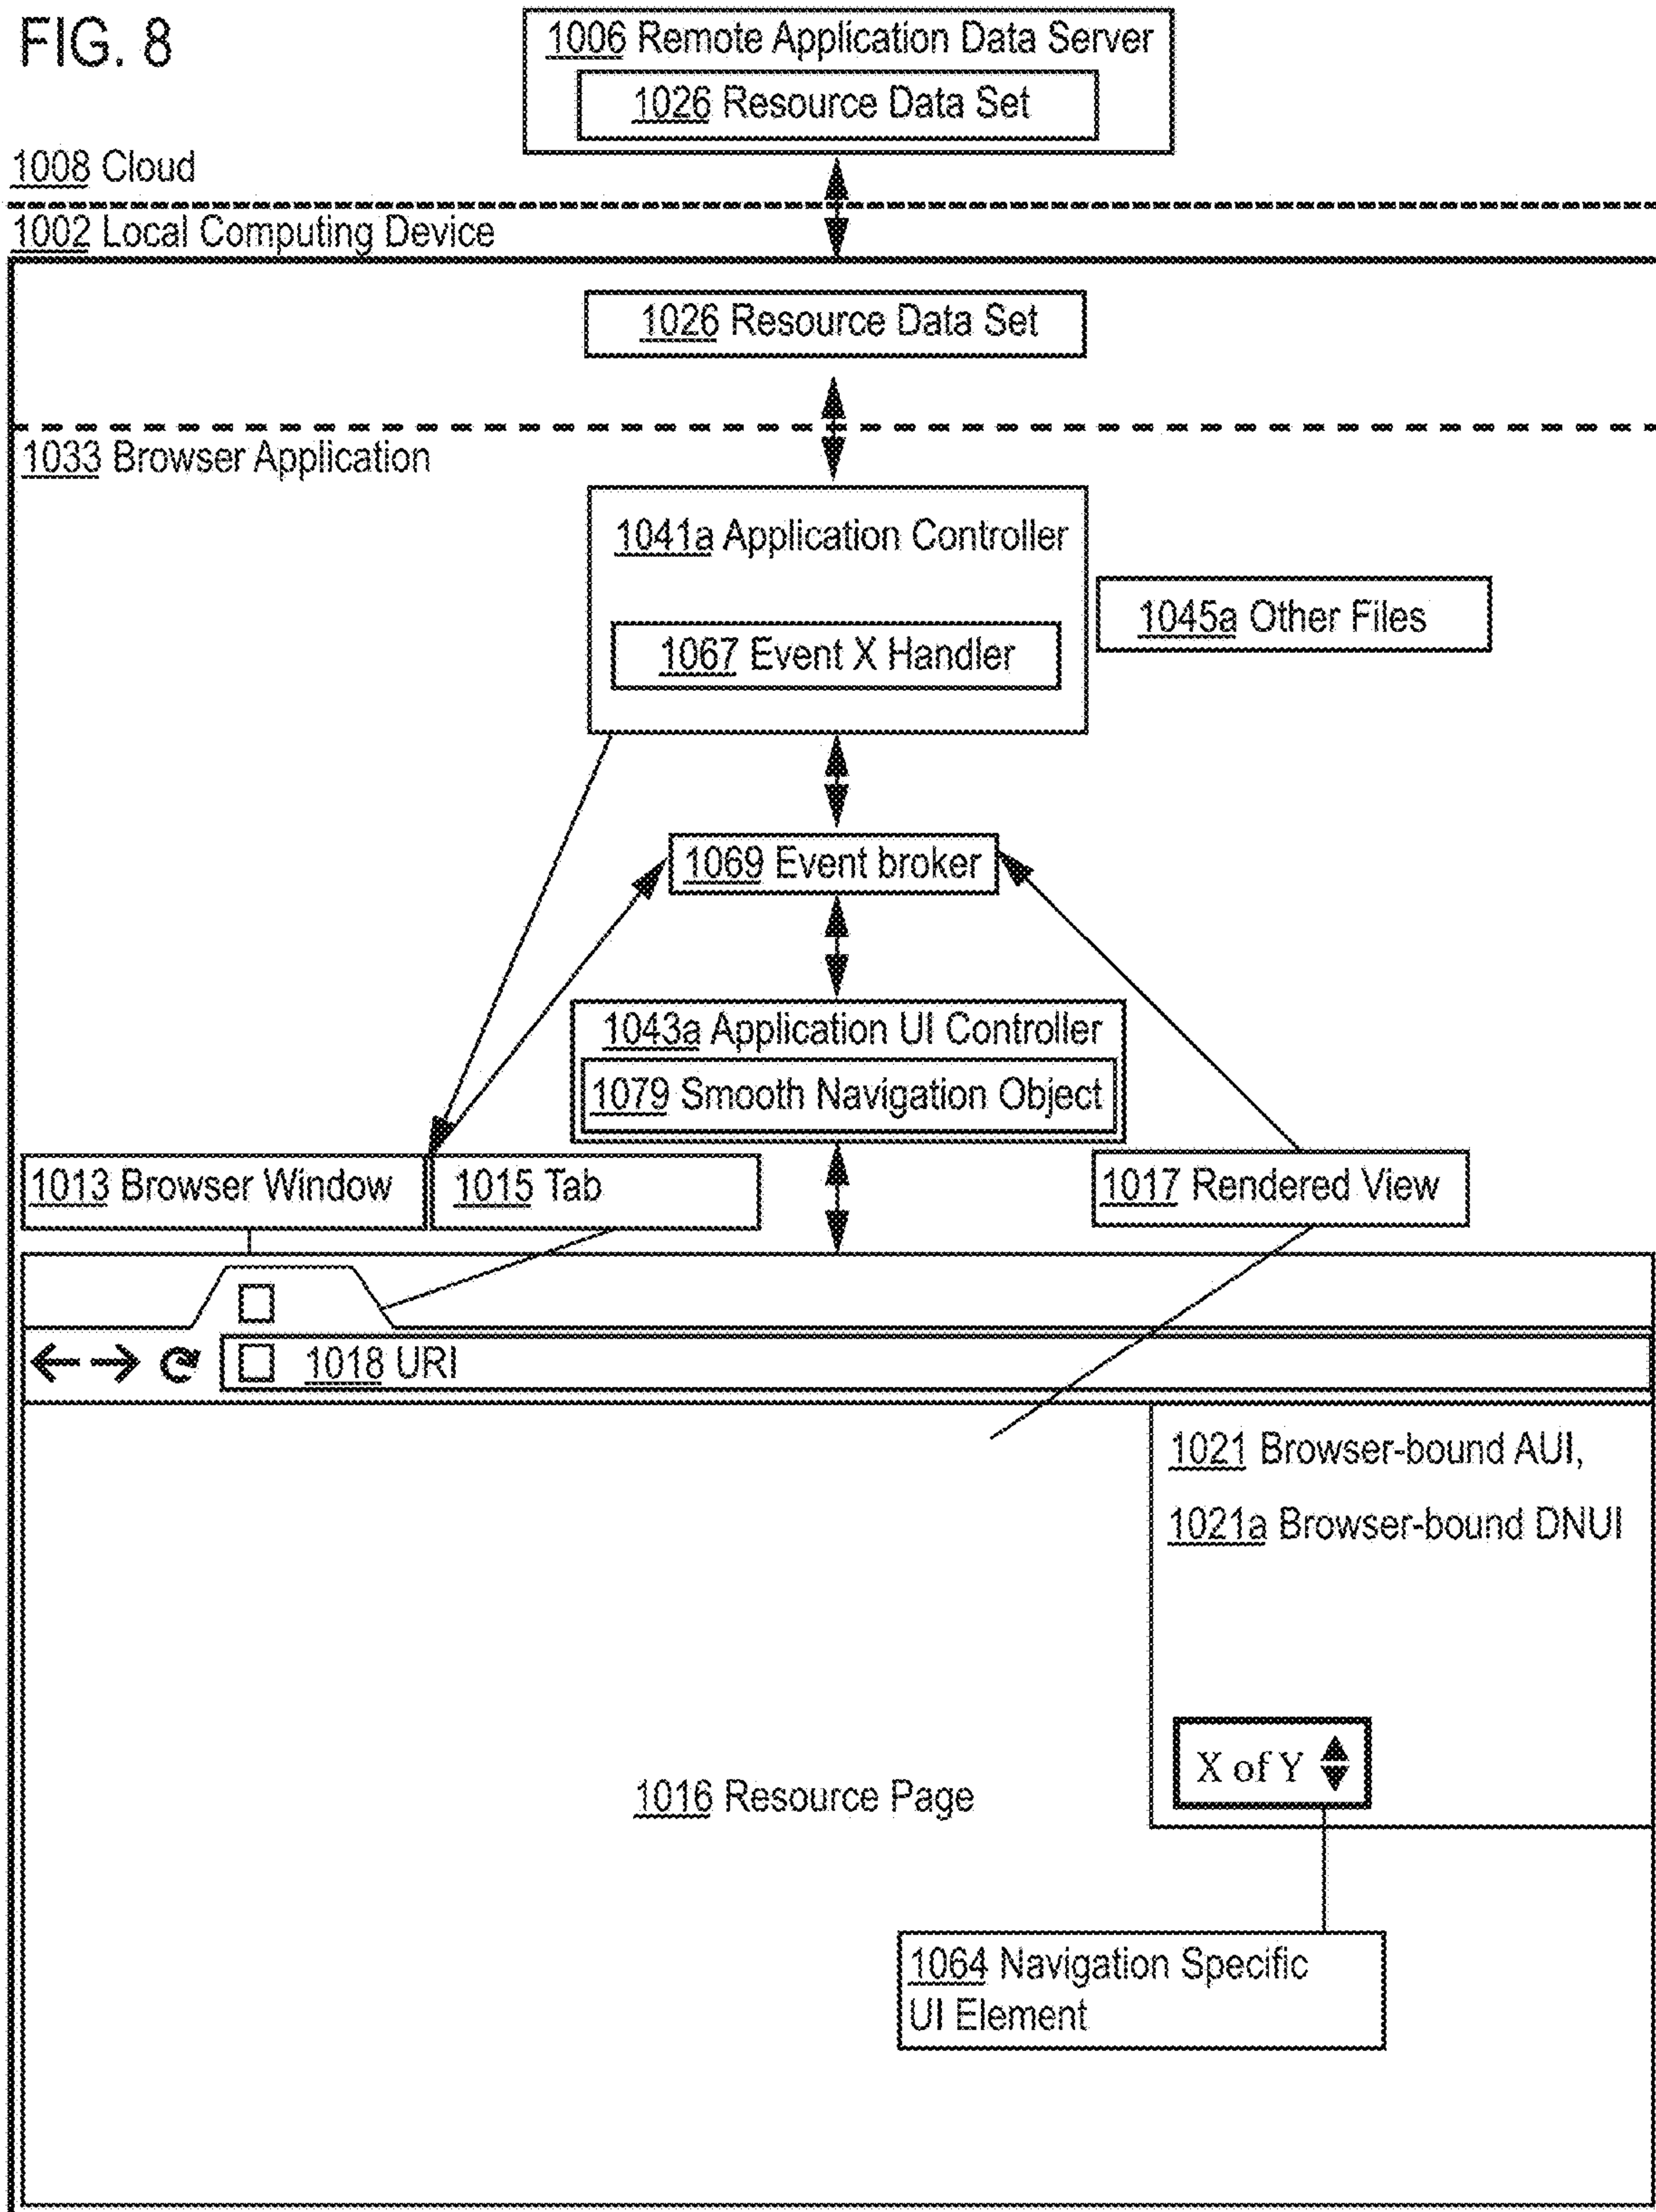 FIG. 8
1006 Remote Application Data Server
1026 Resource Data Set
1008 Cloud
1002 Local Computing Device
1026 Resource Data Set
1033 Browser Application
1041a Application Controller
1045a Other Files
1067 Event X Handler
1069 Event broker
1043a Application UI Controller
1079 Smooth Navigation Object
1013 Browser Window
1015 Tab
1017 Rendered View
1018 URI
1021 Browser-bound AUI,
1021a Browser-bound DNUI
X of Y
1016 Resource Page
1064 Navigation Specific
UI Element